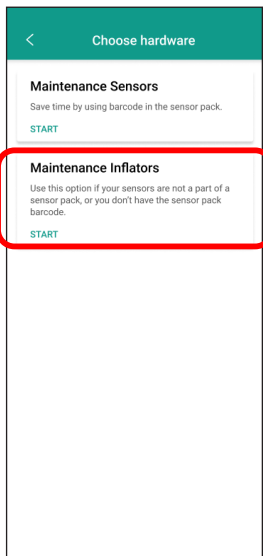 Choose hardware
Maintenance Sensors
Save time by using barcode in the sensor pack.
START
Maintenance Inflators
Use this option if your sensors are not a part of a
sensor pack, or you don't have the sensor pack
barcode.
START